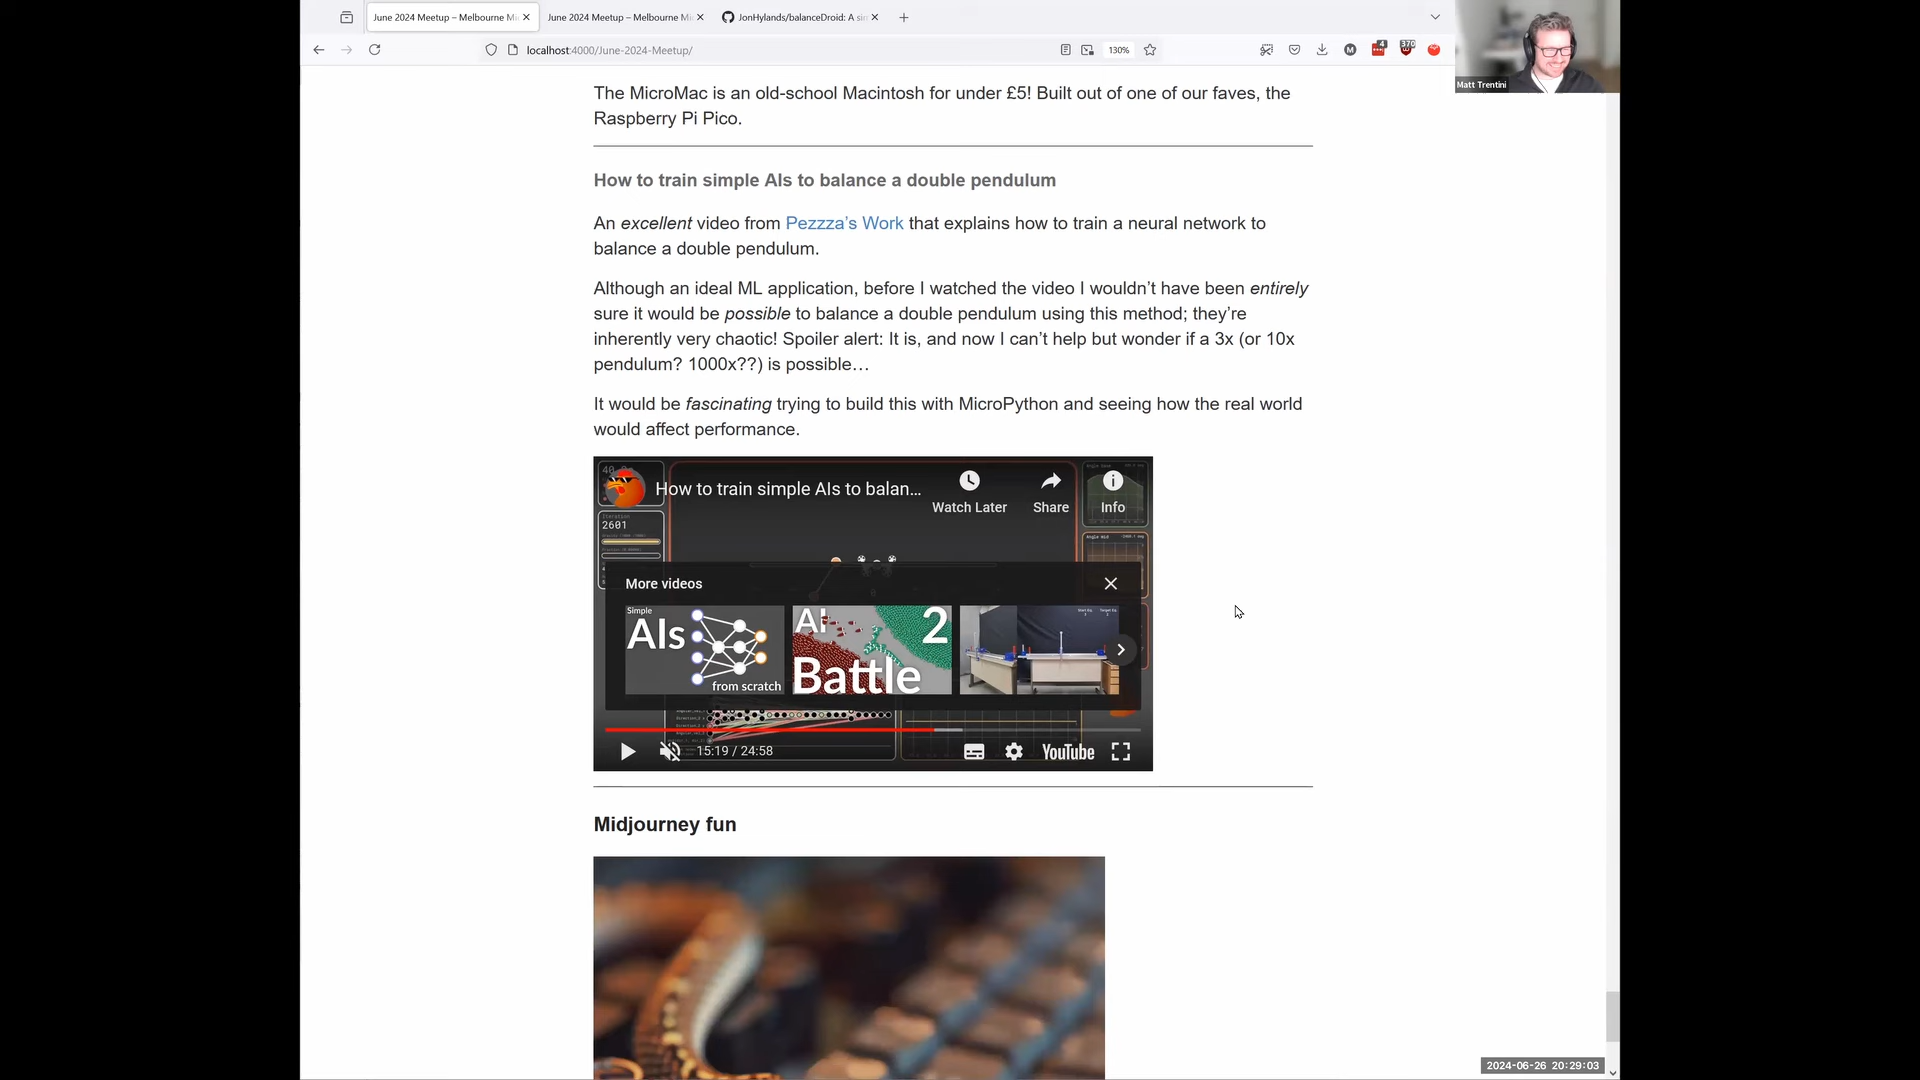 June 2024 Meetup – Melbourne Mi
June 2024 Meetup – Melbourne Mi
JonHylands/balanceDroid: A si
localhost:4000/June-2024-Meetup/
130%
4
370
Matt Trentini
The MicroMac is an old-school Macintosh for under £5! Built out of one of our faves, the
Raspberry Pi Pico.
How to train simple AIs to balance a double pendulum
An excellent video from Pezzza’s Work that explains how to train a neural network to
balance a double pendulum.
Although an ideal ML application, before I watched the video I wouldn’t have been entirely
sure it would be possible to balance a double pendulum using this method; they’re
inherently very chaotic! Spoiler alert: It is, and now I can’t help but wonder if a 3x (or 10x
pendulum? 1000x??) is possible…
It would be fascinating trying to build this with MicroPython and seeing how the real world
would affect performance.
How to train simple AIs to balan...
Watch Later
Share
Info
2601
More videos
Simple
AIs
from scratch
AI
2
Battle
15:19 / 24:58
YouTube
Midjourney fun
2024-06-26 20:29:03